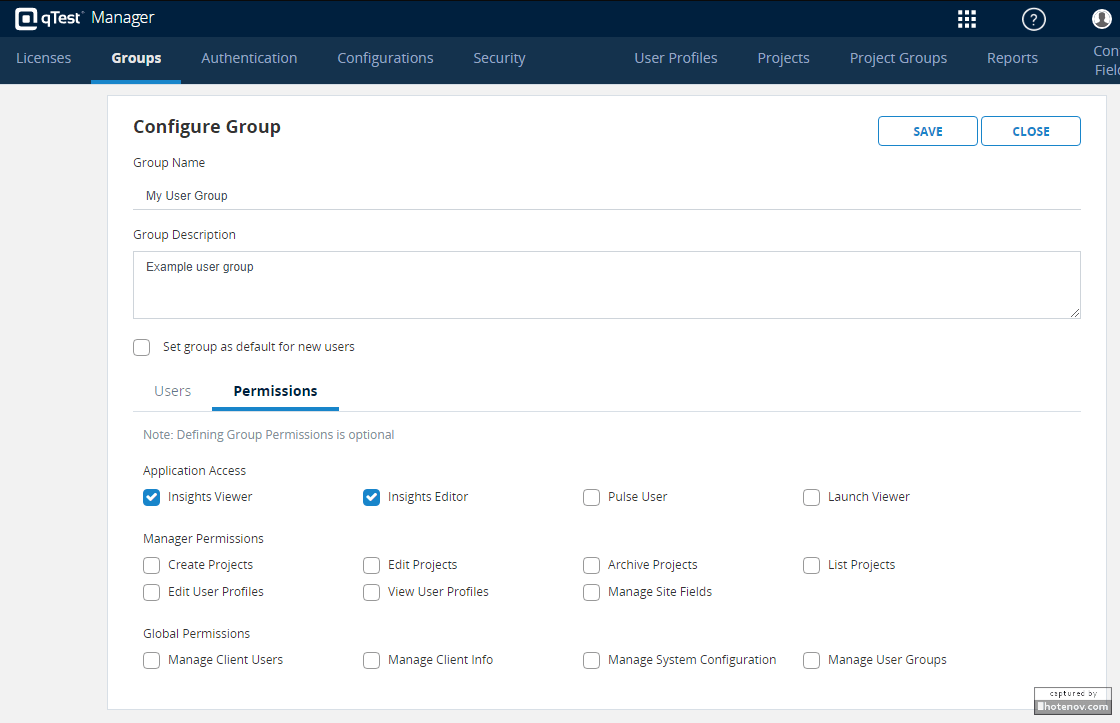 qTest Manager
?
Licenses Groups Authentication Configurations Security User Profiles Projects Project Groups Reports
Configure Group
SAVE CLOSE
Group Name
My User Group
Group Description
Example user group
Set group as default for new users
Users Permissions
Note: Defining Group Permissions is optional
Application Access
Insights Viewer Insights Editor Pulse User Launch Viewer
Manager Permissions
Create Projects Edit Projects Archive Projects List Projects
Edit User Profiles View User Profiles Manage Site Fields
Global Permissions
Manage Client Users Manage Client Info Manage System Configuration Manage User Groups
captured by
hotenov.com